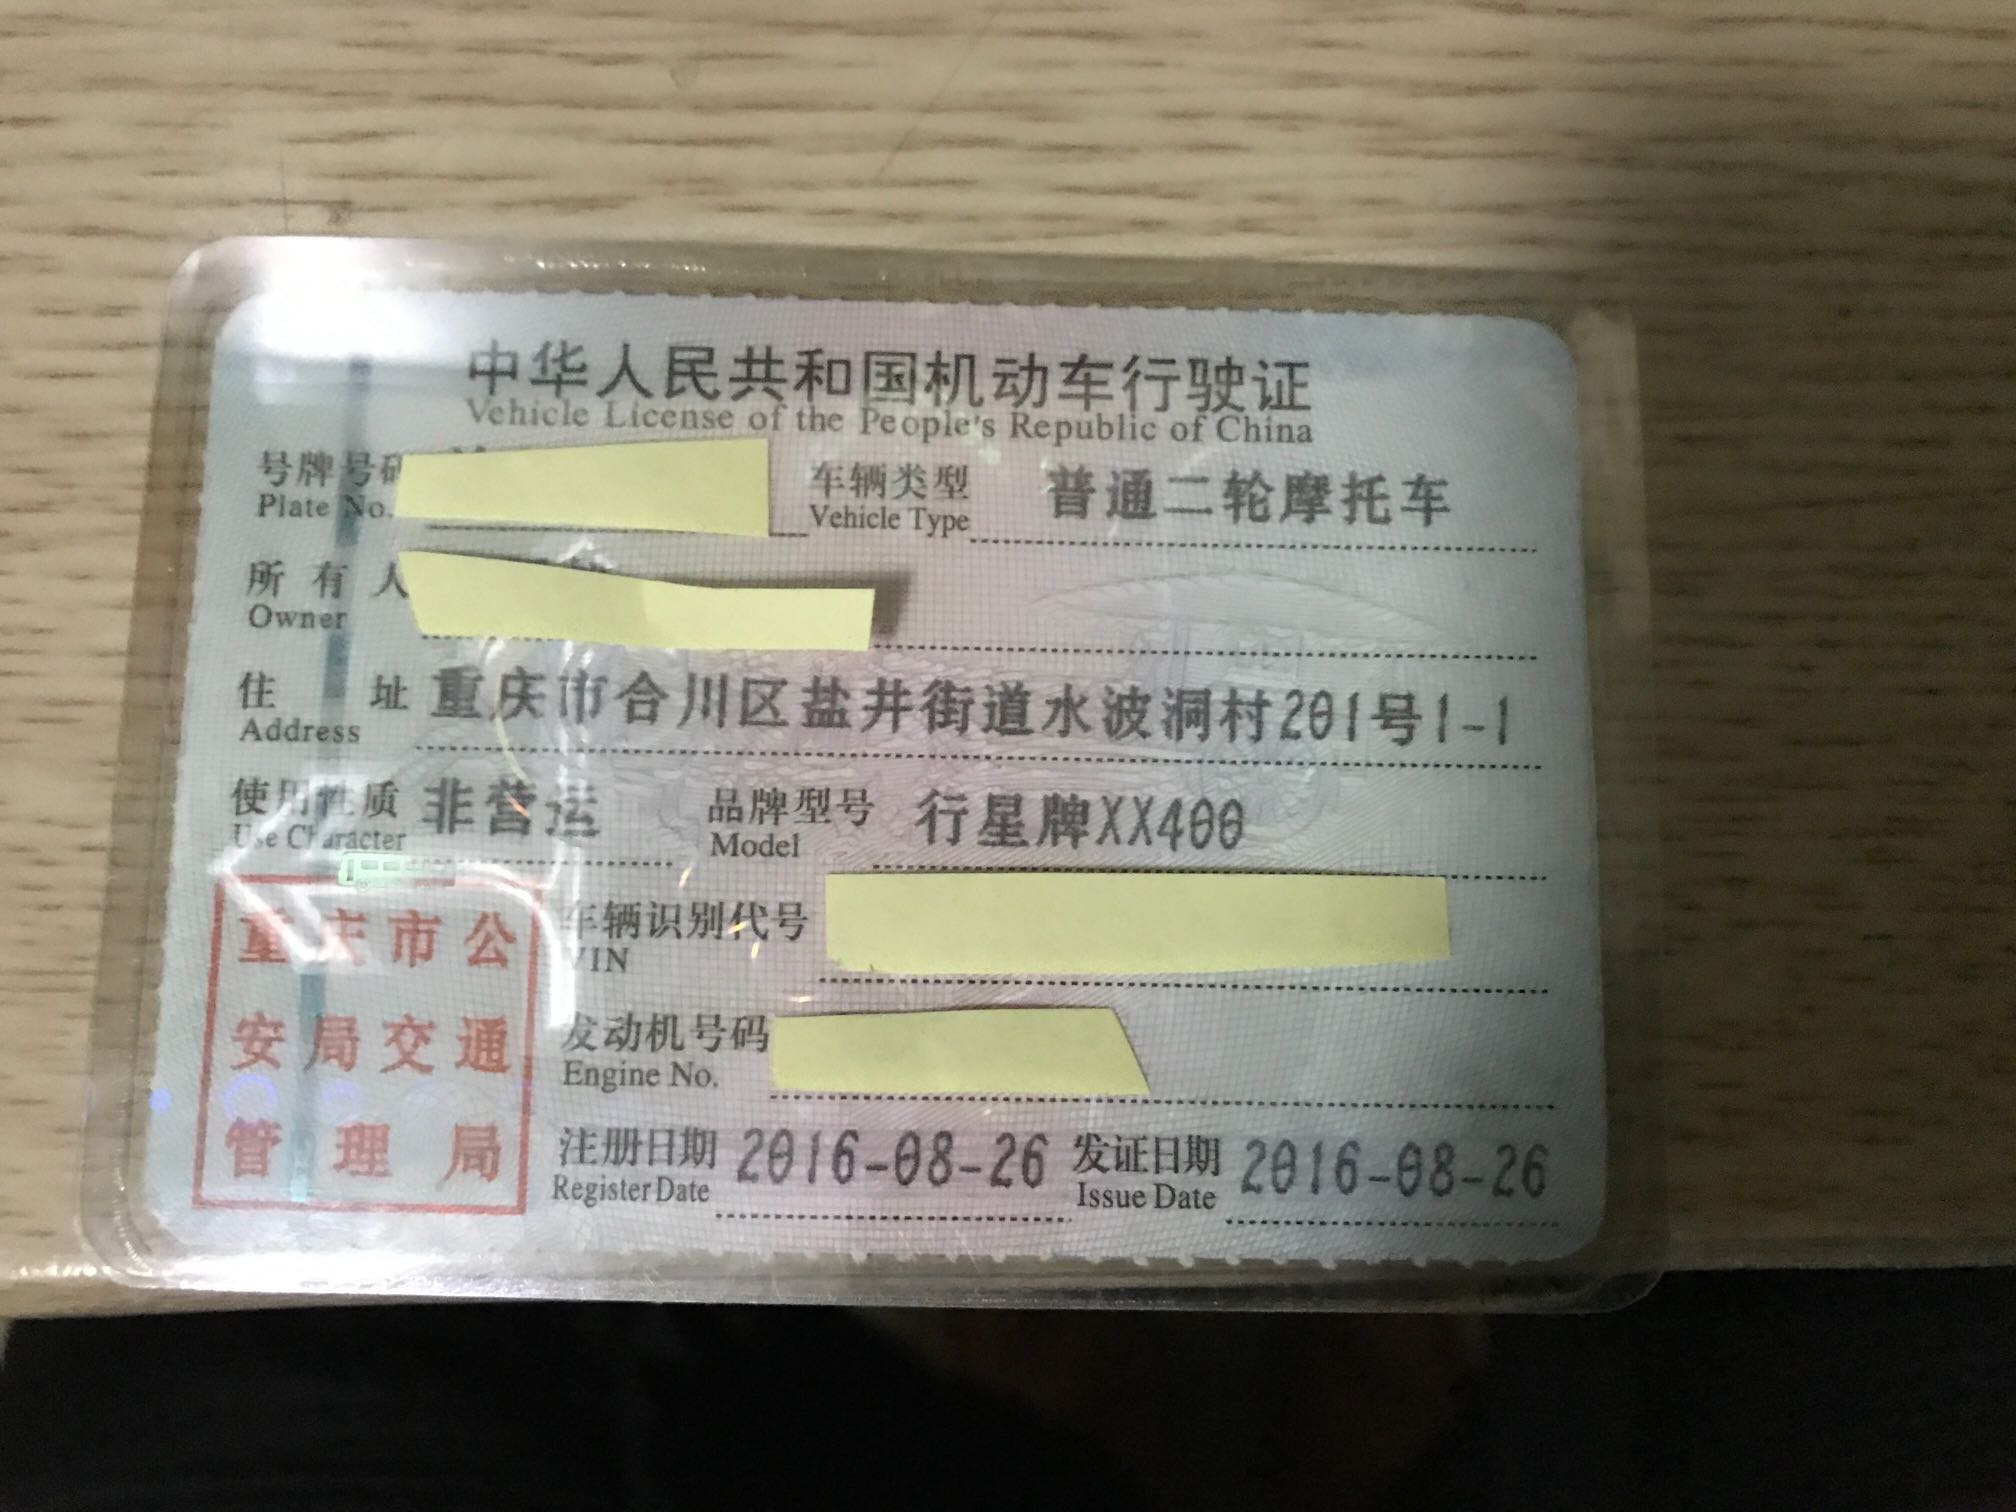 中华人民共和国机动车行驶证
Vehicle License of the People's Republic of China
号牌号码 车辆类型 普通二轮摩托车
Plate No. Vehicle Type
所有人
Owner
住址 重庆市合川区盐井街道水波洞村201号1-1
Address
使用性质 非营运 品牌型号 行星牌XX400
Use Character Model
车辆识别代号
VIN
发动机号码
Engine No.
注册日期 2016-08-26 发证日期 2016-08-26
Register Date Issue Date
重庆市公
安局交通
管理局